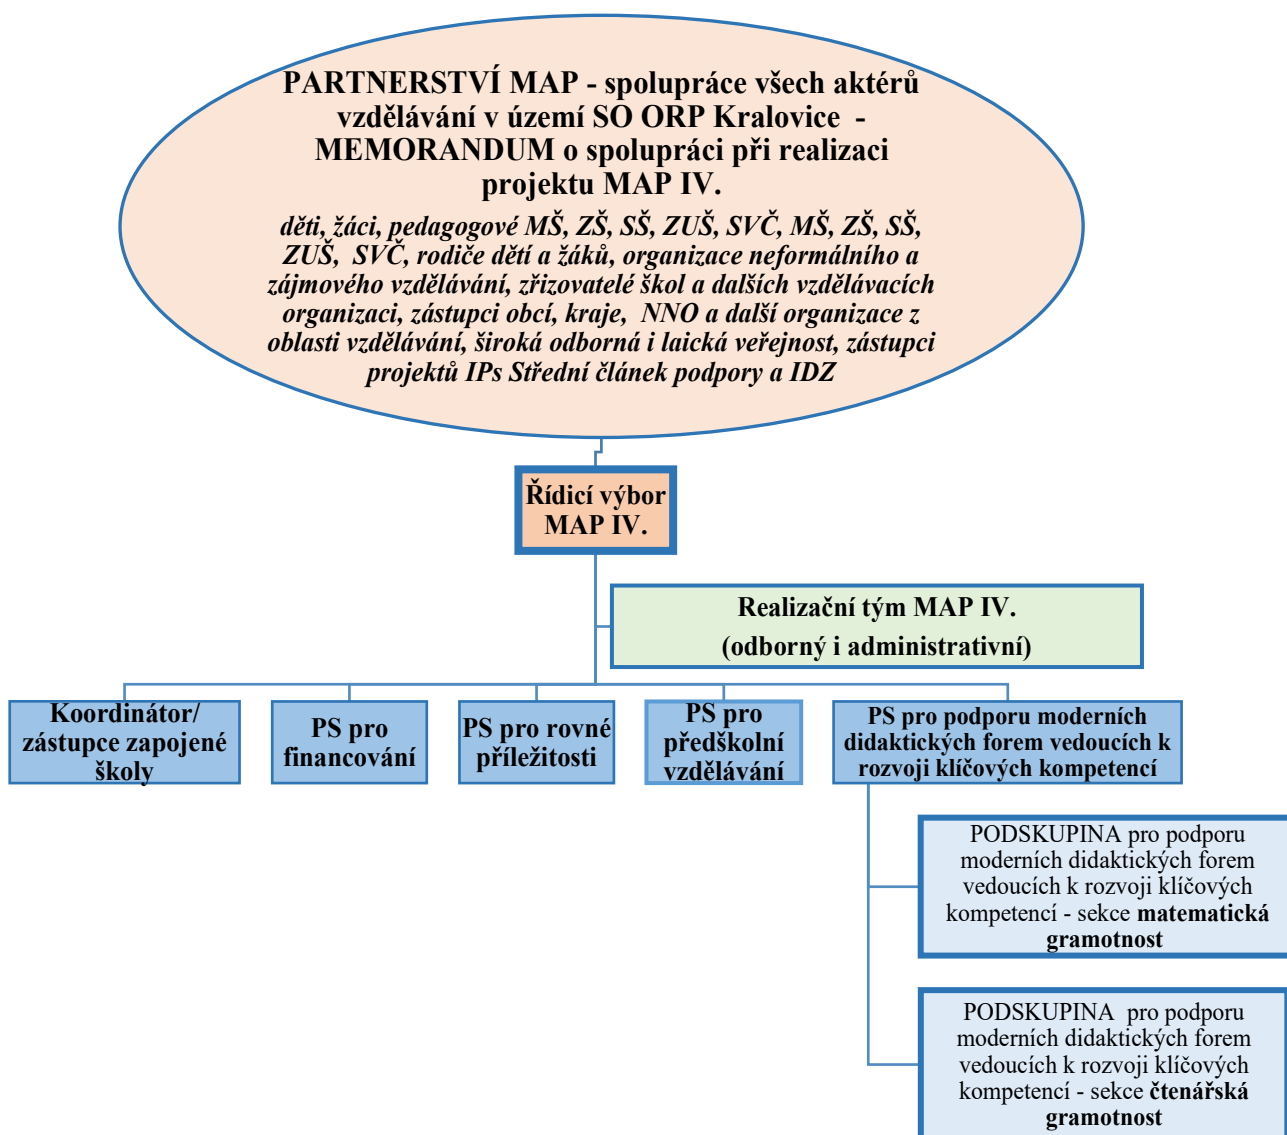 PARTNERSTVÍ MAP - spolupráce všech aktérů
vzdělávání v území SO ORP Kralovice -
MEMORANDUM o spolupráci při realizaci
projektu MAP IV.
děti, žáci, pedagogové MŠ, ZŠ, SŠ, ZUŠ, SVČ, MŠ, ZŠ, SŠ,
ZUŠ, SVČ, rodiče dětí a žáků, organizace neformálního a
zájmového vzdělávání, zřizovatelé škol a dalších vzdělávacích
organizaci, zástupci obcí, kraje, NNO a další organizace z
oblasti vzdělávání, široká odborná i laická veřejnost, zástupci
projektů IPs Střední článek podpory a IDZ
Řídicí výbor
MAP IV.
Realizační tým MAP IV.
(odborný i administrativní)
Koordinátor/
zástupce zapojené
školy
PS pro
financování
PS pro rovné
příležitosti
PS pro
předškolní
vzdělávání
PS pro podporu moderních
didaktických forem vedoucích k
rozvoji klíčových kompetencí
PODSKUPINA pro podporu
moderních didaktických forem
vedoucích k rozvoji klíčových
kompetencí - sekce matematická
gramotnost
PODSKUPINA pro podporu
moderních didaktických forem
vedoucích k rozvoji klíčových
kompetencí - sekce čtenářská
gramotnost